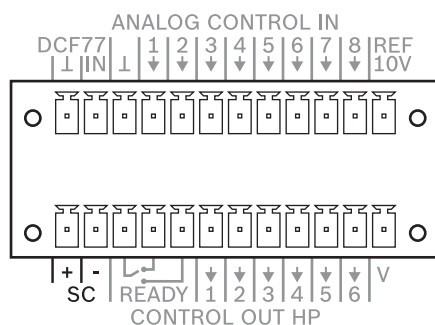 ANALOG CONTROL IN
DCF77 1 2 3 4 5 6 7 8 REF
⊥ IN ⊥ 10V
+ - 1 2 3 4 5 6 V
SC READY
CONTROL OUT HP